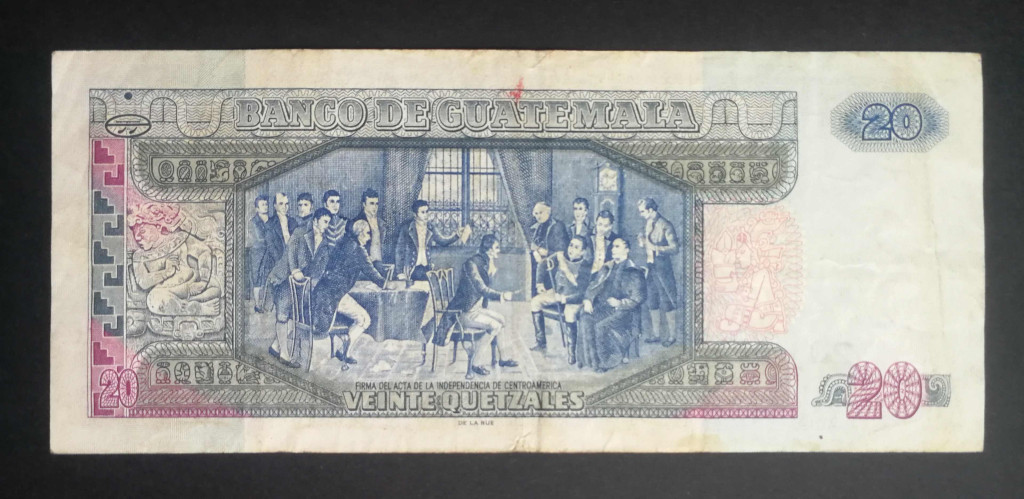 BANCO DE GUATEMALA
20
FIRMA DEL ACTA DE LA INDEPENDENCIA DE CENTROAMERICA
VEINTE QUETZALES
20
20
DE LA RUE